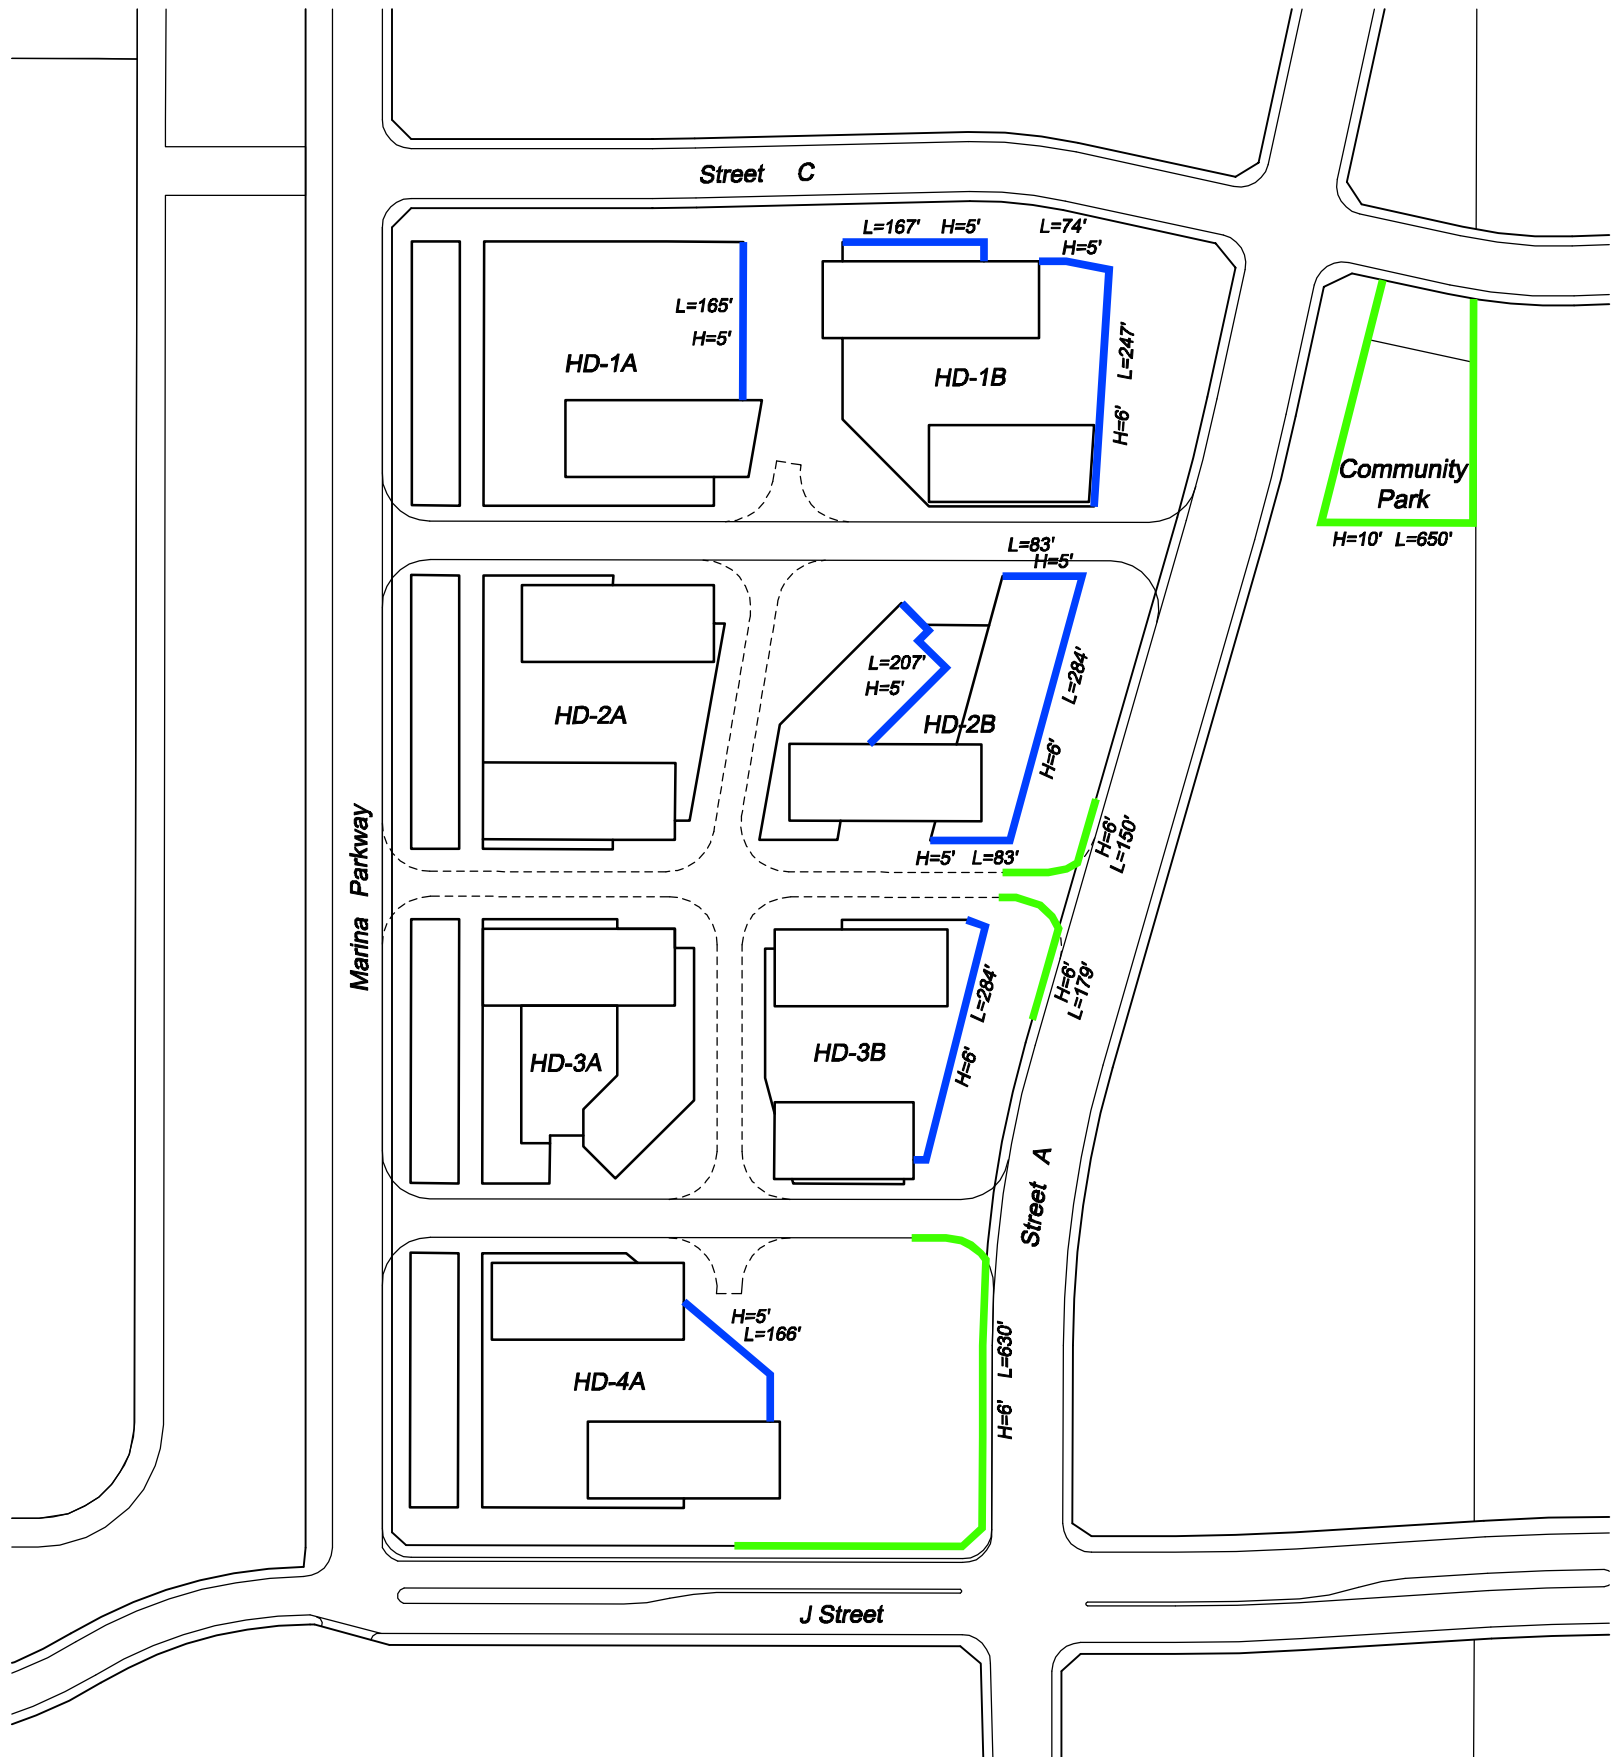 Street C
L=167' H=5'
L=74'
H=5'
L=165'
H=5'
HD-1A
HD-1B
L=247'
H=6'
Community
Park
H=10' L=650'
L=83'
H=5'
L=207'
H=5'
HD-2A
HD-2B
L=284'
H=6'
H=6'
L=150'
H=5' L=83'
Marina Parkway
HD-3A
HD-3B
L=284'
H=6'
H=6'
L=179'
Street A
H=5'
L=166'
HD-4A
H=6' L=630'
J Street